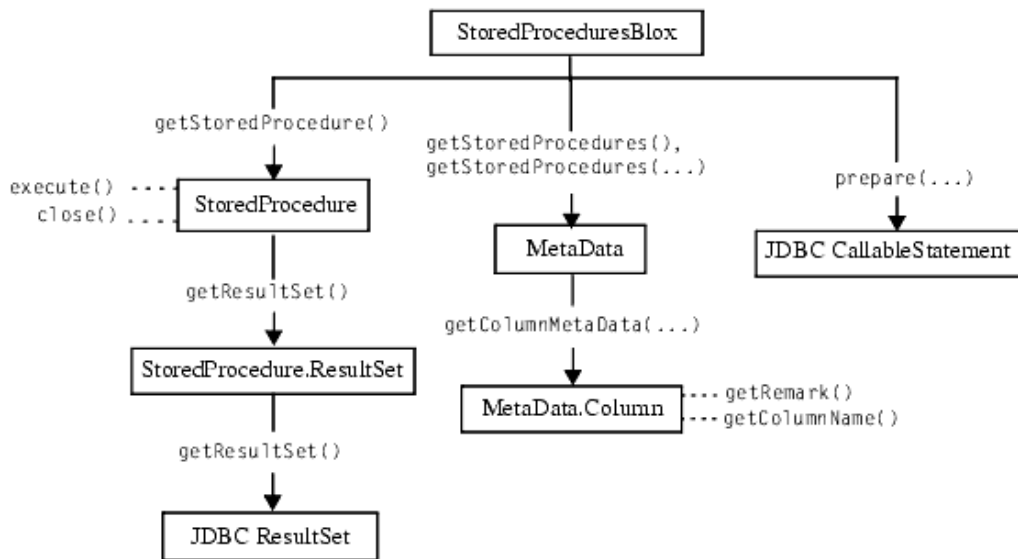 StoredProceduresBlox
getStoredProcedure()
getStoredProcedures(),
getStoredProcedures(...)
prepare(...)
execute()
close()
StoredProcedure
MetaData
JDBC CallableStatement
getResultSet()
getColumnMetaData(...)
StoredProcedure.ResultSet
MetaData.Column
getRemark()
getColumnName()
getResultSet()
JDBC ResultSet